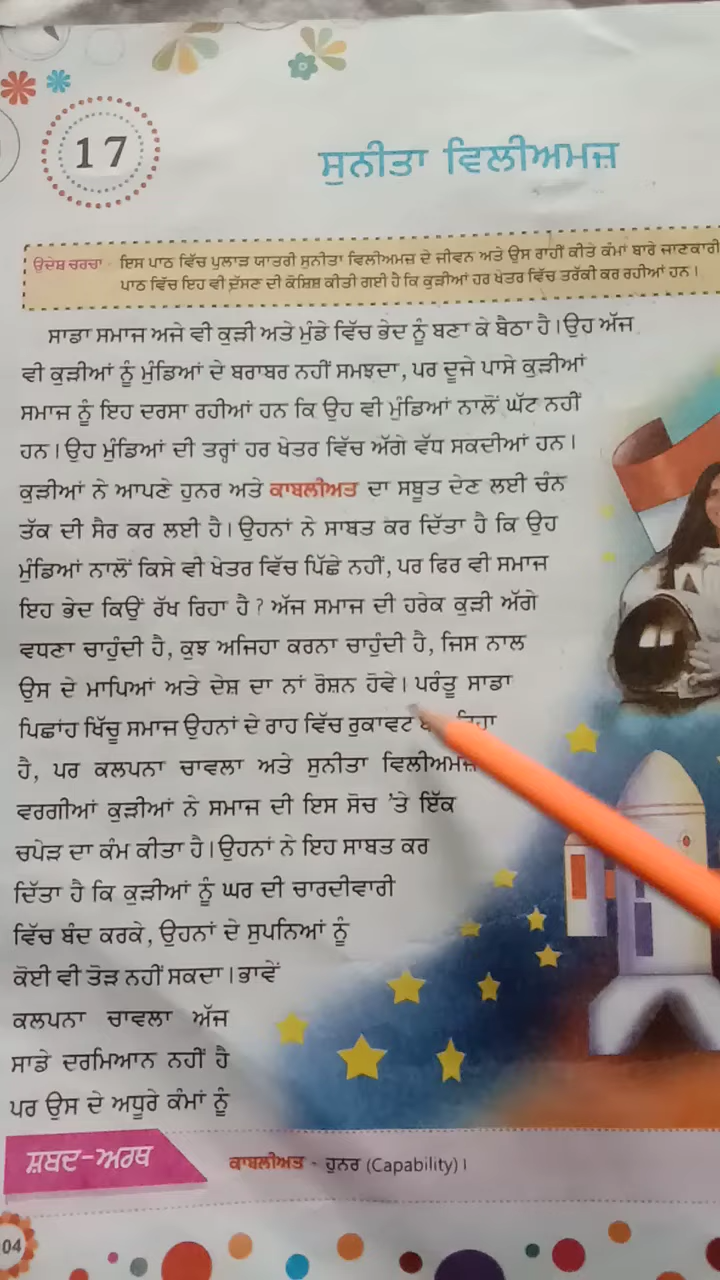 17
ਸੁਨੀਤਾ ਵਿਲੀਅਮਜ਼
ਉਦੇਸ਼ ਚਰਚਾ - ਇਸ ਪਾਠ ਵਿੱਚ ਪੁਲਾੜ ਯਾਤਰੀ ਸੁਨੀਤਾ ਵਿਲੀਅਮਜ਼ ਦੇ ਜੀਵਨ ਅਤੇ ਉਸ ਰਾਹੀਂ ਕੀਤੇ ਕੰਮਾਂ ਬਾਰੇ ਜਾਣਕਾਰੀ
ਪਾਠ ਵਿੱਚ ਇਹ ਵੀ ਦੱਸਣ ਦੀ ਕੋਸ਼ਿਸ਼ ਕੀਤੀ ਗਈ ਹੈ ਕਿ ਕੁੜੀਆਂ ਹਰ ਖੇਤਰ ਵਿੱਚ ਤਰੱਕੀ ਕਰ ਰਹੀਆਂ ਹਨ।
ਸਾਡਾ ਸਮਾਜ ਅਜੇ ਵੀ ਕੁੜੀ ਅਤੇ ਮੁੰਡੇ ਵਿੱਚ ਭੇਦ ਨੂੰ ਬਣਾ ਕੇ ਬੈਠਾ ਹੈ। ਉਹ ਅੱਜ
ਵੀ ਕੁੜੀਆਂ ਨੂੰ ਮੁੰਡਿਆਂ ਦੇ ਬਰਾਬਰ ਨਹੀਂ ਸਮਝਦਾ, ਪਰ ਦੂਜੇ ਪਾਸੇ ਕੁੜੀਆਂ
ਸਮਾਜ ਨੂੰ ਇਹ ਦਰਸਾ ਰਹੀਆਂ ਹਨ ਕਿ ਉਹ ਵੀ ਮੁੰਡਿਆਂ ਨਾਲੋਂ ਘੱਟ ਨਹੀਂ
ਹਨ। ਉਹ ਮੁੰਡਿਆਂ ਦੀ ਤਰ੍ਹਾਂ ਹਰ ਖੇਤਰ ਵਿੱਚ ਅੱਗੇ ਵੱਧ ਸਕਦੀਆਂ ਹਨ।
ਕੁੜੀਆਂ ਨੇ ਆਪਣੇ ਹੁਨਰ ਅਤੇ ਕਾਬਲੀਅਤ ਦਾ ਸਬੂਤ ਦੇਣ ਲਈ ਚੰਨ
ਤੱਕ ਦੀ ਸੈਰ ਕਰ ਲਈ ਹੈ। ਉਹਨਾਂ ਨੇ ਸਾਬਤ ਕਰ ਦਿੱਤਾ ਹੈ ਕਿ ਉਹ
ਮੁੰਡਿਆਂ ਨਾਲੋਂ ਕਿਸੇ ਵੀ ਖੇਤਰ ਵਿੱਚ ਪਿੱਛੇ ਨਹੀਂ, ਪਰ ਫਿਰ ਵੀ ਸਮਾਜ
ਇਹ ਭੇਦ ਕਿਉਂ ਰੱਖ ਰਿਹਾ ਹੈ ? ਅੱਜ ਸਮਾਜ ਦੀ ਹਰੇਕ ਕੁੜੀ ਅੱਗੇ
ਵਧਣਾ ਚਾਹੁੰਦੀ ਹੈ, ਕੁਝ ਅਜਿਹਾ ਕਰਨਾ ਚਾਹੁੰਦੀ ਹੈ, ਜਿਸ ਨਾਲ
ਉਸ ਦੇ ਮਾਪਿਆਂ ਅਤੇ ਦੇਸ਼ ਦਾ ਨਾਂ ਰੋਸ਼ਨ ਹੋਵੇ। ਪਰੰਤੂ ਸਾਡਾ
ਪਿਛਾਂਹ ਖਿੱਚੂ ਸਮਾਜ ਉਹਨਾਂ ਦੇ ਰਾਹ ਵਿੱਚ ਰੁਕਾਵਟ
ਹੈ, ਪਰ ਕਲਪਨਾ ਚਾਵਲਾ ਅਤੇ ਸੁਨੀਤਾ ਵਿਲੀਅਮਜ਼
ਵਰਗੀਆਂ ਕੁੜੀਆਂ ਨੇ ਸਮਾਜ ਦੀ ਇਸ ਸੋਚ 'ਤੇ ਇੱਕ
ਚਪੇੜ ਦਾ ਕੰਮ ਕੀਤਾ ਹੈ। ਉਹਨਾਂ ਨੇ ਇਹ ਸਾਬਤ ਕਰ
ਦਿੱਤਾ ਹੈ ਕਿ ਕੁੜੀਆਂ ਨੂੰ ਘਰ ਦੀ ਚਾਰਦੀਵਾਰੀ
ਵਿੱਚ ਬੰਦ ਕਰਕੇ, ਉਹਨਾਂ ਦੇ ਸੁਪਨਿਆਂ ਨੂੰ
ਕੋਈ ਵੀ ਤੋੜ ਨਹੀਂ ਸਕਦਾ। ਭਾਵੇਂ
ਕਲਪਨਾ ਚਾਵਲਾ ਅੱਜ
ਸਾਡੇ ਦਰਮਿਆਨ ਨਹੀਂ ਹੈ
ਪਰ ਉਸ ਦੇ ਅਧੂਰੇ ਕੰਮਾਂ ਨੂੰ
ਸ਼ਬਦ-ਅਰਥ
ਕਾਬਲੀਅਤ - ਹੁਨਰ (Capability)।
04